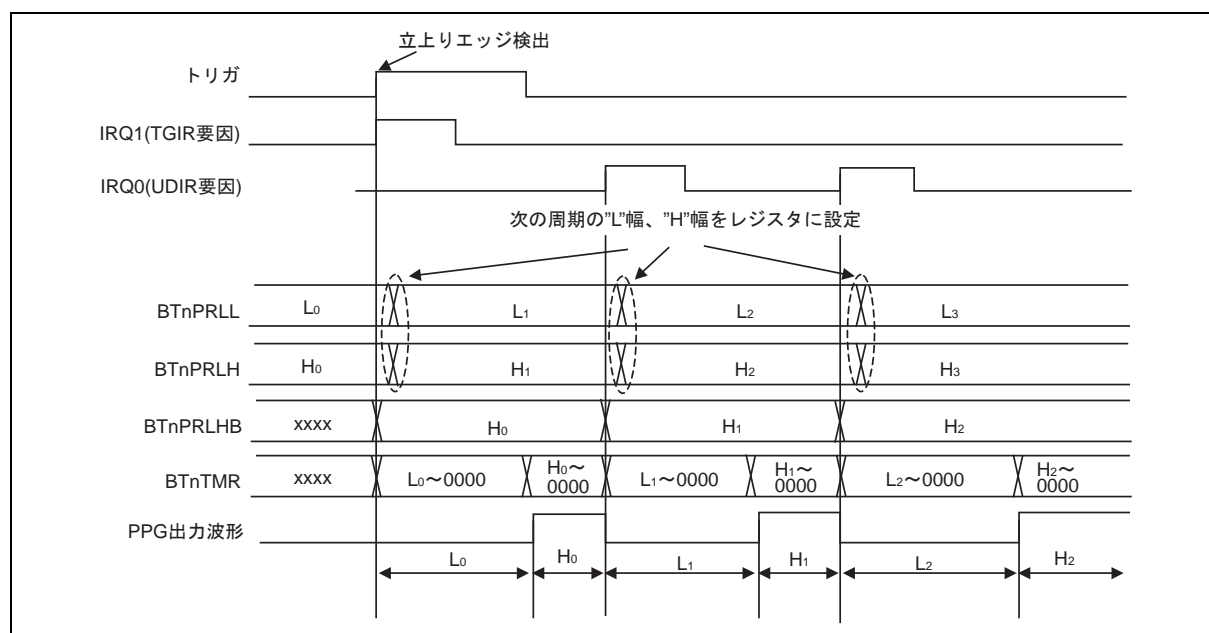 立上りエッジ検出
トリガ
IRQ1(TGIR要因)
IRQ0(UDIR要因)
次の周期の”L”幅、”H”幅をレジスタに設定
BTnPRLL L₀ L₁ L₂ L₃
BTnPRLH H₀ H₁ H₂ H₃
BTnPRLHB xxxx H₀ H₁ H₂
BTnTMR xxxx L₀～0000 H₀～0000 L₁～0000 H₁～0000 L₂～0000 H₂～0000
PPG出力波形
L₀ H₀ L₁ H₁ L₂ H₂